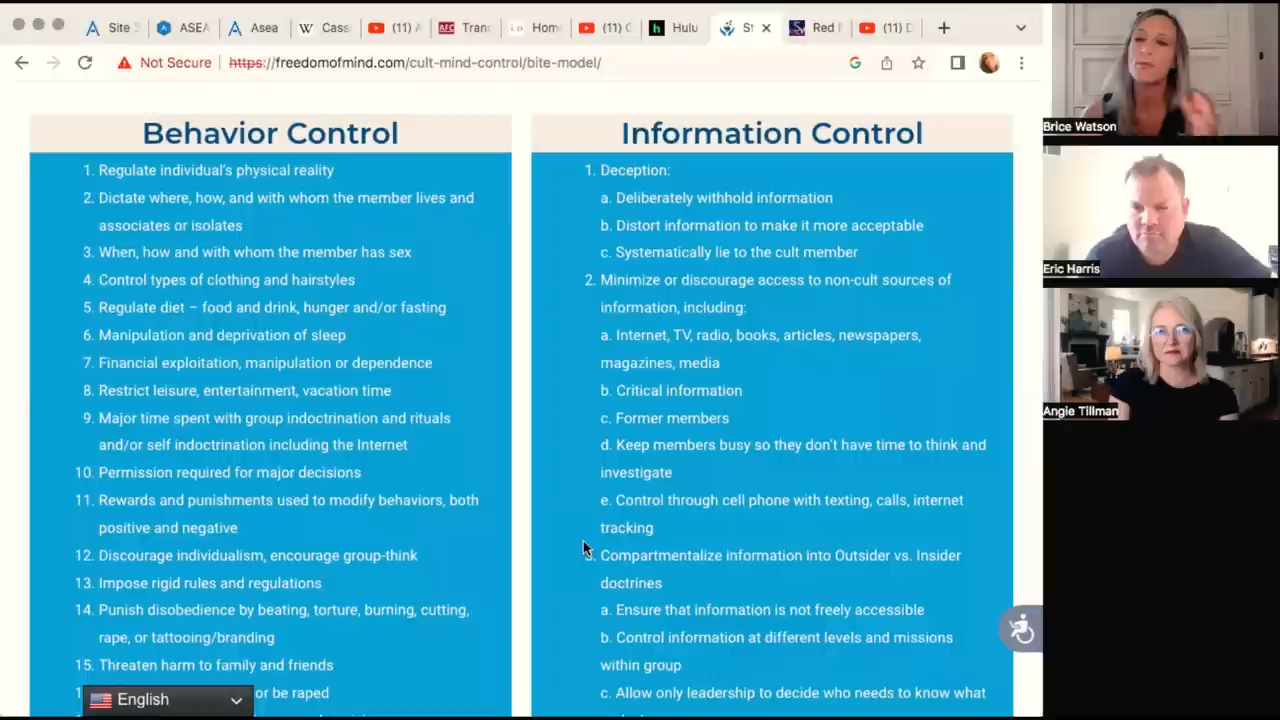 Site
ASEA
Asea
Cass
(11)
Tranc
Home
(11) C
Hulu
St
Red
(11) D
Not Secure
https://freedomofmind.com/cult-mind-control/bite-model/
Behavior Control
1. Regulate individual's physical reality
2. Dictate where, how, and with whom the member lives and
associates or isolates
3. When, how and with whom the member has sex
4. Control types of clothing and hairstyles
5. Regulate diet – food and drink, hunger and/or fasting
6. Manipulation and deprivation of sleep
7. Financial exploitation, manipulation or dependence
8. Restrict leisure, entertainment, vacation time
9. Major time spent with group indoctrination and rituals
and/or self indoctrination including the Internet
10. Permission required for major decisions
11. Rewards and punishments used to modify behaviors, both
positive and negative
12. Discourage individualism, encourage group-think
13. Impose rigid rules and regulations
14. Punish disobedience by beating, torture, burning, cutting,
rape, or tattooing/branding
15. Threaten harm to family and friends
or be raped
English
Information Control
1. Deception:
a. Deliberately withhold information
b. Distort information to make it more acceptable
c. Systematically lie to the cult member
2. Minimize or discourage access to non-cult sources of
information, including:
a. Internet, TV, radio, books, articles, newspapers,
magazines, media
b. Critical information
c. Former members
d. Keep members busy so they don't have time to think and
investigate
e. Control through cell phone with texting, calls, internet
tracking
3. Compartmentalize information into Outsider vs. Insider
doctrines
a. Ensure that information is not freely accessible
b. Control information at different levels and missions
within group
c. Allow only leadership to decide who needs to know what
Brice Watson
Eric Harris
Angie Tillman